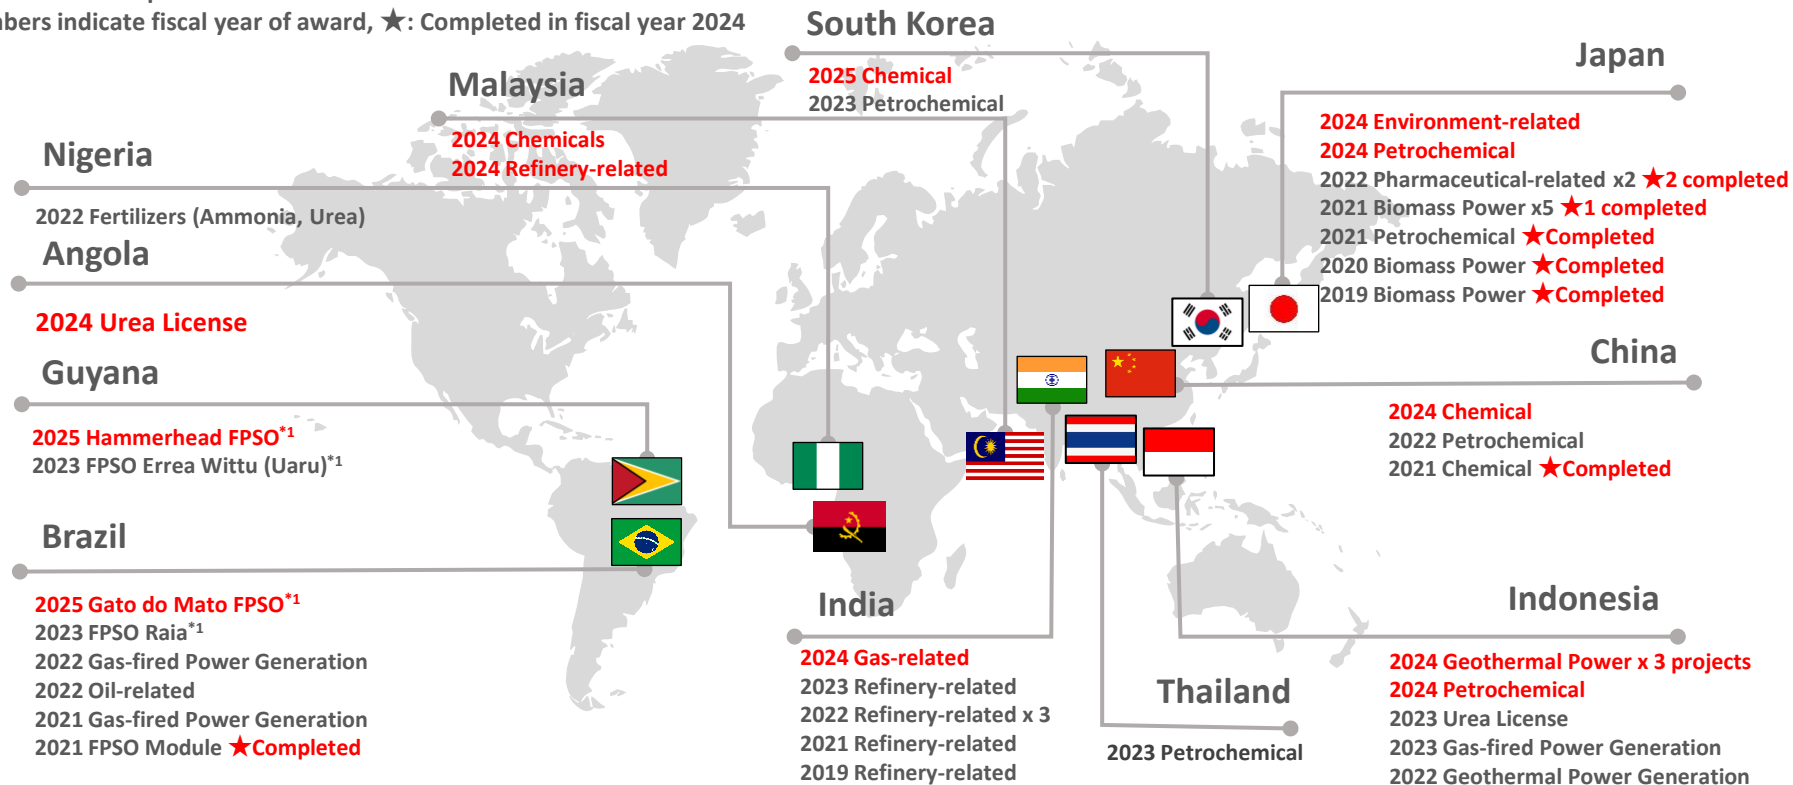 numbers indicate fiscal year of award, ★: Completed in fiscal year 2024
South Korea
2025 Chemical
2023 Petrochemical
Japan
2024 Environment-related
2024 Petrochemical
2022 Pharmaceutical-related x2 ★2 completed
2021 Biomass Power x5 ★1 completed
2021 Petrochemical ★Completed
2020 Biomass Power ★Completed
2019 Biomass Power ★Completed
Malaysia
2024 Chemicals
2024 Refinery-related
Nigeria
2022 Fertilizers (Ammonia, Urea)
Angola
2024 Urea License
Guyana
2025 Hammerhead FPSO*1
2023 FPSO Errea Wittu (Uaru)*1
Brazil
2025 Gato do Mato FPSO*1
2023 FPSO Raia*1
2022 Gas-fired Power Generation
2022 Oil-related
2021 Gas-fired Power Generation
2021 FPSO Module ★Completed
China
2024 Chemical
2022 Petrochemical
2021 Chemical ★Completed
India
2024 Gas-related
2023 Refinery-related
2022 Refinery-related x 3
2021 Refinery-related
2019 Refinery-related
Thailand
2023 Petrochemical
Indonesia
2024 Geothermal Power x 3 projects
2024 Petrochemical
2023 Urea License
2023 Gas-fired Power Generation
2022 Geothermal Power Generation